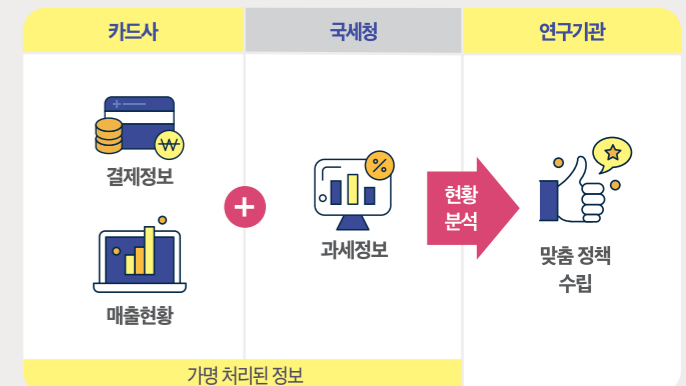 카드사
국세청
연구기관
결제정보
매출현황
+
%
과세정보
현황
분석
맞춤 정책
수립
가명 처리된 정보